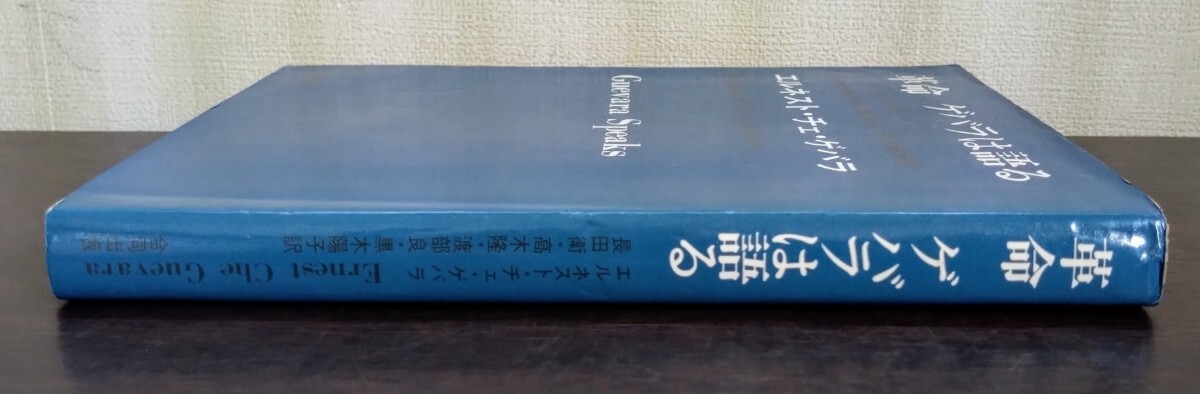 革命 ゲバラは語る
エルネスト・チェ・ゲバラ
Guevara Speaks
革命
ゲバラは語る
エルネスト・チェ・ゲバラ
Ernest Che Guevara
長田衛・高木隆・渡部良・黒木陽子訳
合同出版